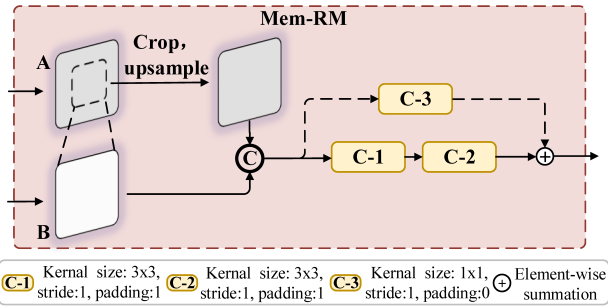 Mem-RM
A
Crop,
upsample
C-3
C
C-1
C-2
B
C-1 Kernal size: 3x3, stride:1, padding:1
C-2 Kernal size: 3x3, stride:1, padding:1
C-3 Kernal size: 1x1, stride:1, padding:0
+ Element-wise summation